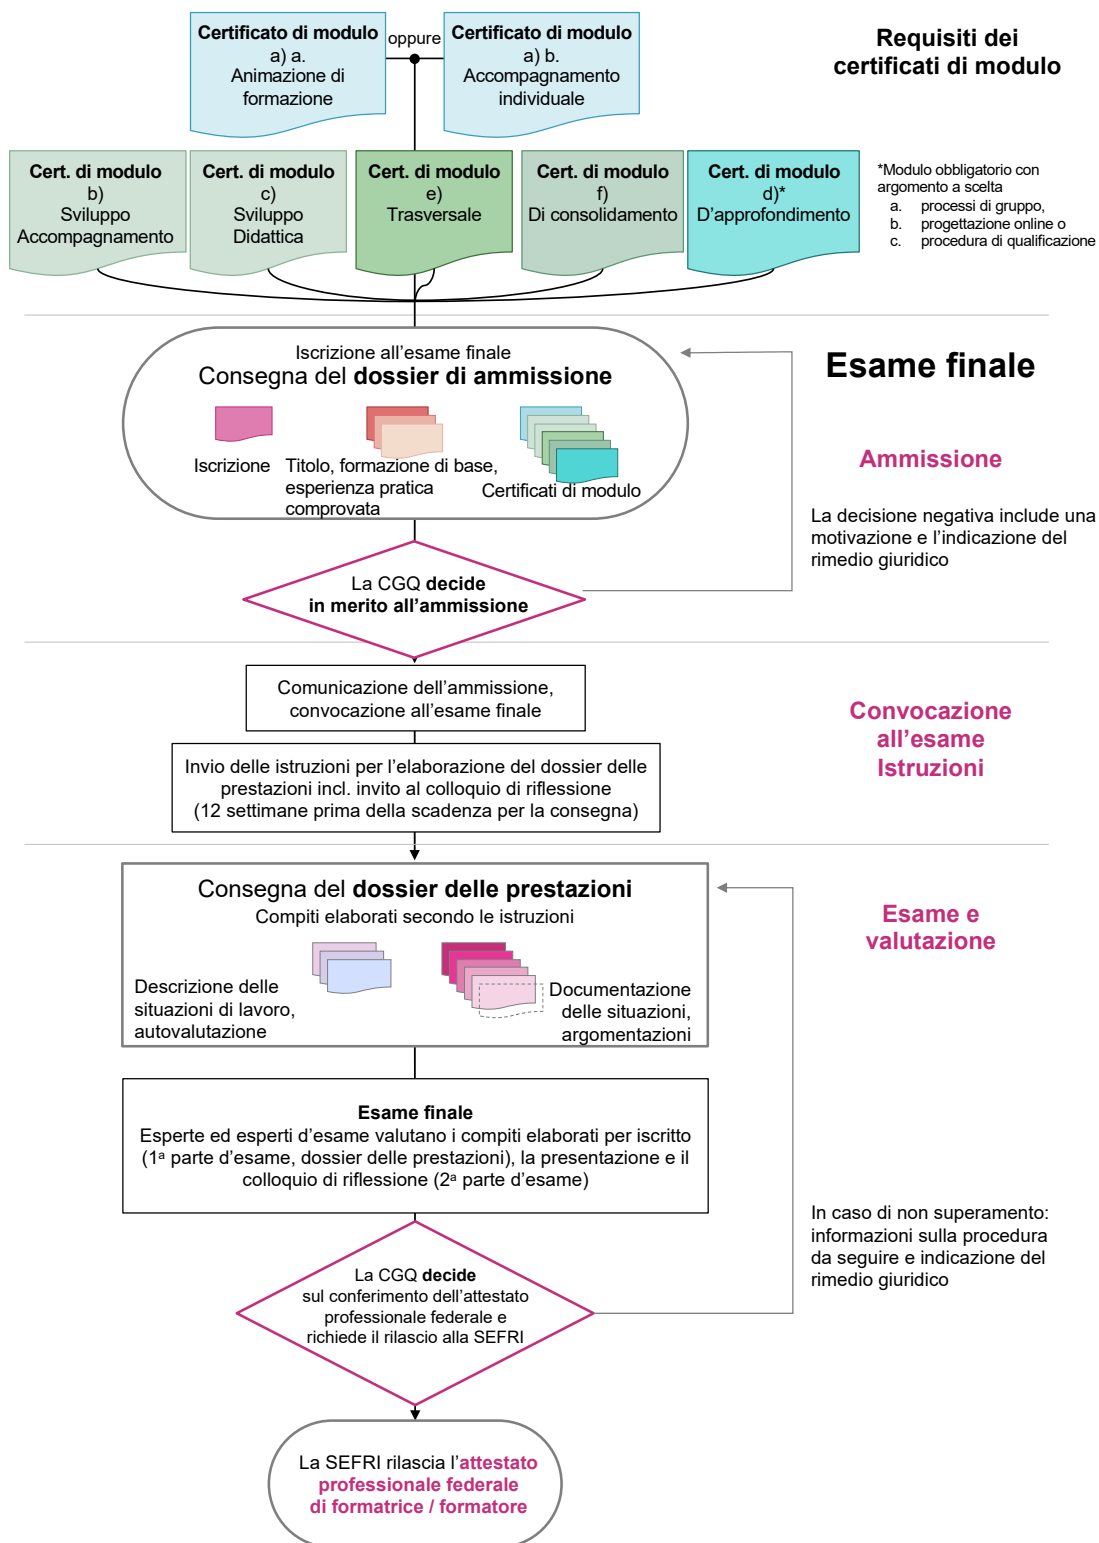 Certificato di modulo
a) a.
Animazione di
formazione
oppure
Certificato di modulo
a) b.
Accompagnamento
individuale
Requisiti dei
certificati di modulo
Cert. di modulo
b)
Sviluppo
Accompagnamento
Cert. di modulo
c)
Sviluppo
Didattica
Cert. di modulo
e)
Trasversale
Cert. di modulo
f)
Di consolidamento
Cert. di modulo
d)*
D’approfondimento
*Modulo obbligatorio con
argomento a scelta
a. processi di gruppo,
b. progettazione online o
c. procedura di qualificazione
Iscrizione all’esame finale
Consegna del dossier di ammissione
Iscrizione
Titolo, formazione di base,
esperienza pratica
comprovata
Certificati di modulo
Esame finale
Ammissione
La decisione negativa include una
motivazione e l’indicazione del
rimedio giuridico
La CGQ decide
in merito all’ammissione
Comunicazione dell’ammissione,
convocazione all’esame finale
Convocazione
all’esame
Istruzioni
Invio delle istruzioni per l’elaborazione del dossier delle
prestazioni incl. invito al colloquio di riflessione
(12 settimane prima della scadenza per la consegna)
Consegna del dossier delle prestazioni
Compiti elaborati secondo le istruzioni
Descrizione delle
situazioni di lavoro,
autovalutazione
Documentazione
delle situazioni,
argomentazioni
Esame e
valutazione
Esame finale
Esperte ed esperti d’esame valutano i compiti elaborati per iscritto
(1ª parte d’esame, dossier delle prestazioni), la presentazione e il
colloquio di riflessione (2ª parte d’esame)
In caso di non superamento:
informazioni sulla procedura
da seguire e indicazione del
rimedio giuridico
La CGQ decide
sul conferimento dell’attestato
professionale federale e
richiede il rilascio alla SEFRI
La SEFRI rilascia l’attestato
professionale federale
di formatrice / formatore